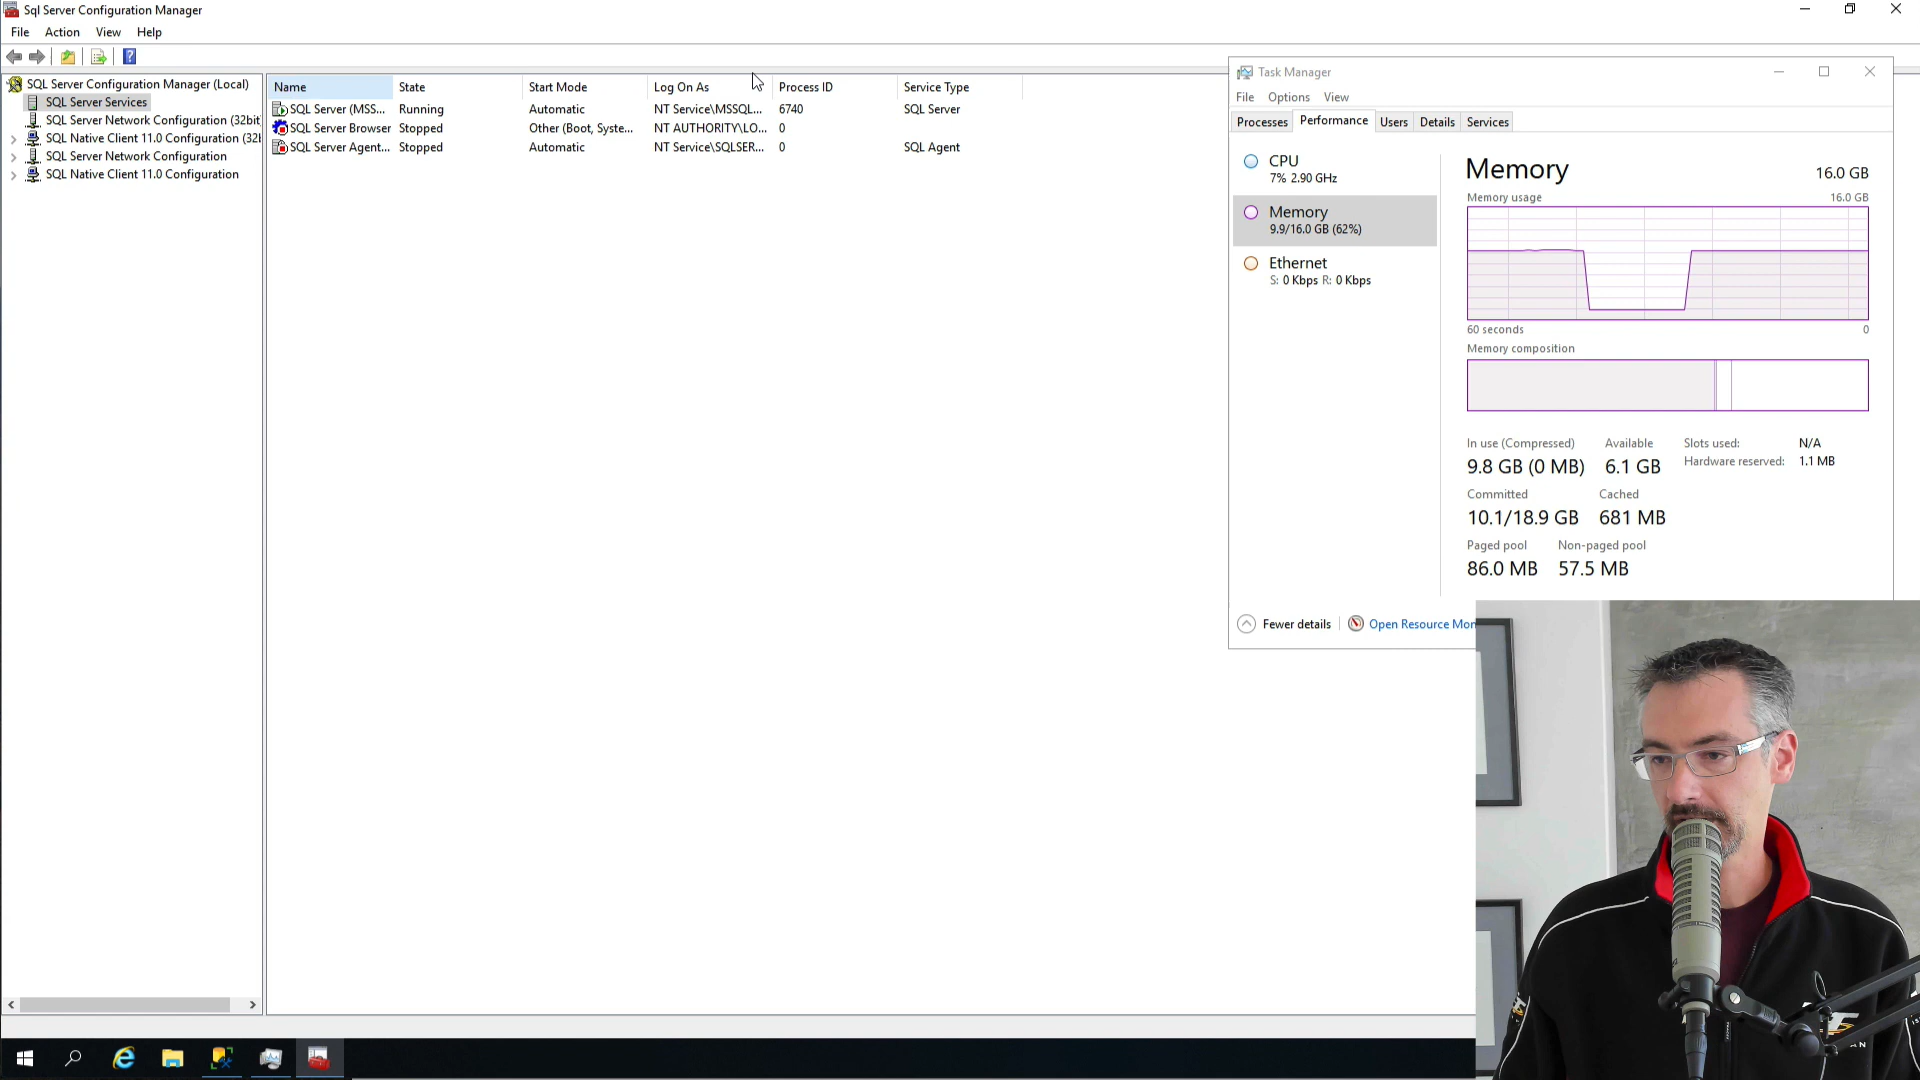 Sql Server Configuration Manager
File Action View Help
SQL Server Configuration Manager (Local)
SQL Server Services
SQL Server Network Configuration (32bit
SQL Native Client 11.0 Configuration (32
SQL Server Network Configuration
SQL Native Client 11.0 Configuration
Name State Start Mode Log On As Process ID Service Type
SQL Server (MSS... Running Automatic NT Service\MSSQL... 6740 SQL Server
SQL Server Browser Stopped Other (Boot, Syste... NT AUTHORITY\LO... 0
SQL Server Agent... Stopped Automatic NT Service\SQLSER... 0 SQL Agent
Task Manager
File Options View
Processes Performance Users Details Services
CPU
7% 2.90 GHz
Memory
9.9/16.0 GB (62%)
Ethernet
S: 0 Kbps R: 0 Kbps
Memory 16.0 GB
Memory usage 16.0 GB
60 seconds 0
Memory composition
In use (Compressed) Available Slots used: N/A
9.8 GB (0 MB) 6.1 GB Hardware reserved: 1.1 MB
Committed Cached
10.1/18.9 GB 681 MB
Paged pool Non-paged pool
86.0 MB 57.5 MB
Fewer details Open Resource Mon